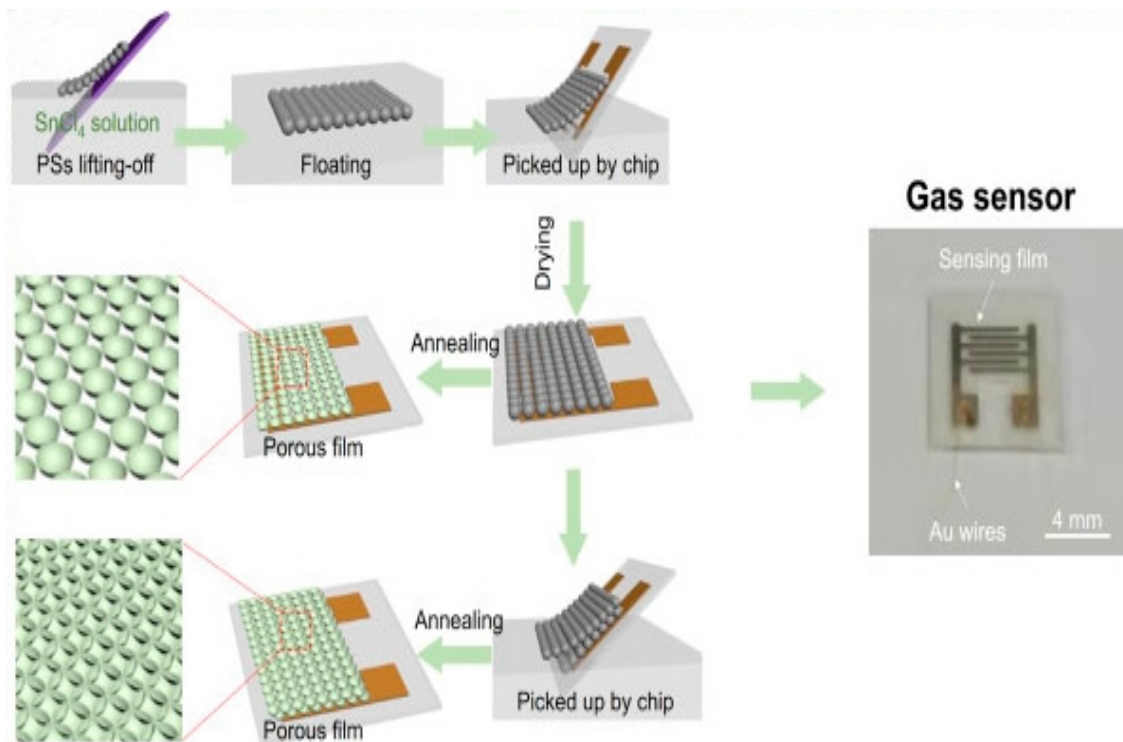 SnCl₄ solution
PSs lifting-off
Floating
Picked up by chip
Drying
Annealing
Porous film
Annealing
Picked up by chip
Porous film
Gas sensor
Sensing film
Au wires
4 mm